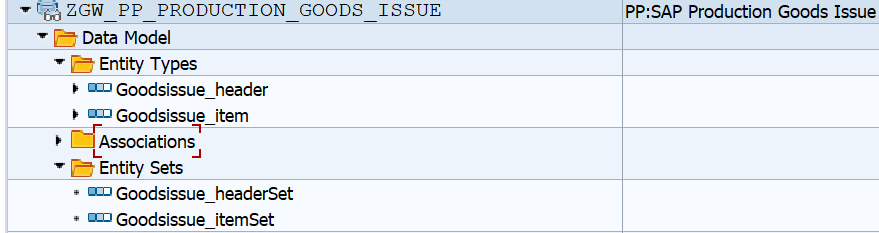 ZGW_PP_PRODUCTION_GOODS_ISSUE PP:SAP Production Goods Issue
Data Model
Entity Types
Goodsissue_header
Goodsissue_item
Associations
Entity Sets
Goodsissue_headerSet
Goodsissue_itemSet